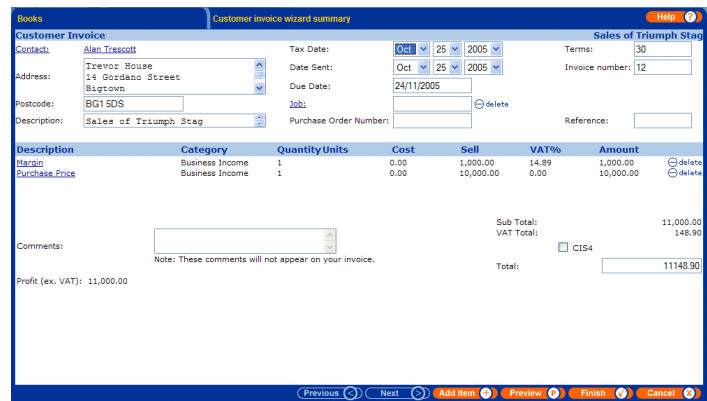 Books Customer invoice wizard summary Help ?
Customer Invoice Sales of Triumph Stag
Contact: Alan Trescott Tax Date: Oct 25 2005 Terms: 30
Address: Trevor House Date Sent: Oct 25 2005 Invoice number: 12
14 Gordano Street
Bigtown Due Date: 24/11/2005
Postcode: BG1 5DS Job: delete
Description: Sales of Triumph Stag Purchase Order Number: Reference:
Description Category Quantity Units Cost Sell VAT% Amount
Margin Business Income 1 0.00 1,000.00 14.89 1,000.00 delete
Purchase Price Business Income 1 0.00 10,000.00 0.00 10,000.00 delete
Sub Total: 11,000.00
VAT Total: 148.90
Comments: CIS4
Note: These comments will not appear on your invoice.
Total: 11148.90
Profit (ex. VAT): 11,000.00
Previous < Next > Add Item + Preview P Finish √ Cancel X